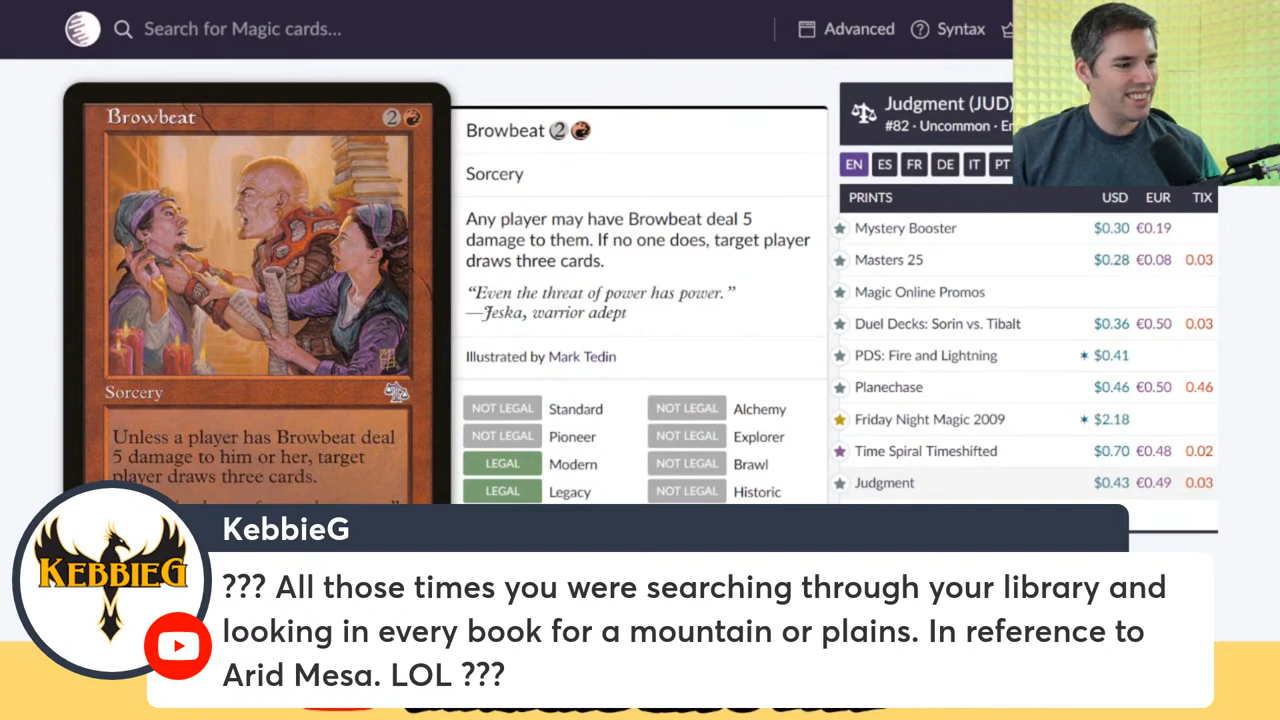 Search for Magic cards...
Advanced
Syntax
Browbeat 2
Sorcery
Unless a player has Browbeat deal
5 damage to him or her, target
player draws three cards.
Browbeat 2
Sorcery
Any player may have Browbeat deal 5
damage to them. If no one does, target player
draws three cards.
“Even the threat of power has power.”
—Jeska, warrior adept
Illustrated by Mark Tedin
NOT LEGAL Standard NOT LEGAL Alchemy
NOT LEGAL Pioneer NOT LEGAL Explorer
LEGAL Modern NOT LEGAL Brawl
LEGAL Legacy NOT LEGAL Historic
Judgment (JUD)
#82 · Uncommon ·
EN ES FR DE IT PT
PRINTS USD EUR TIX
Mystery Booster $0.30 €0.19
Masters 25 $0.28 €0.08 0.03
Magic Online Promos
Duel Decks: Sorin vs. Tibalt $0.36 €0.50 0.03
PDS: Fire and Lightning $0.41
Planechase $0.46 €0.50 0.46
Friday Night Magic 2009 $2.18
Time Spiral Timeshifted $0.70 €0.48 0.02
Judgment $0.43 €0.49 0.03
KEBBIEG
KebbieG
??? All those times you were searching through your library and
looking in every book for a mountain or plains. In reference to
Arid Mesa. LOL ???